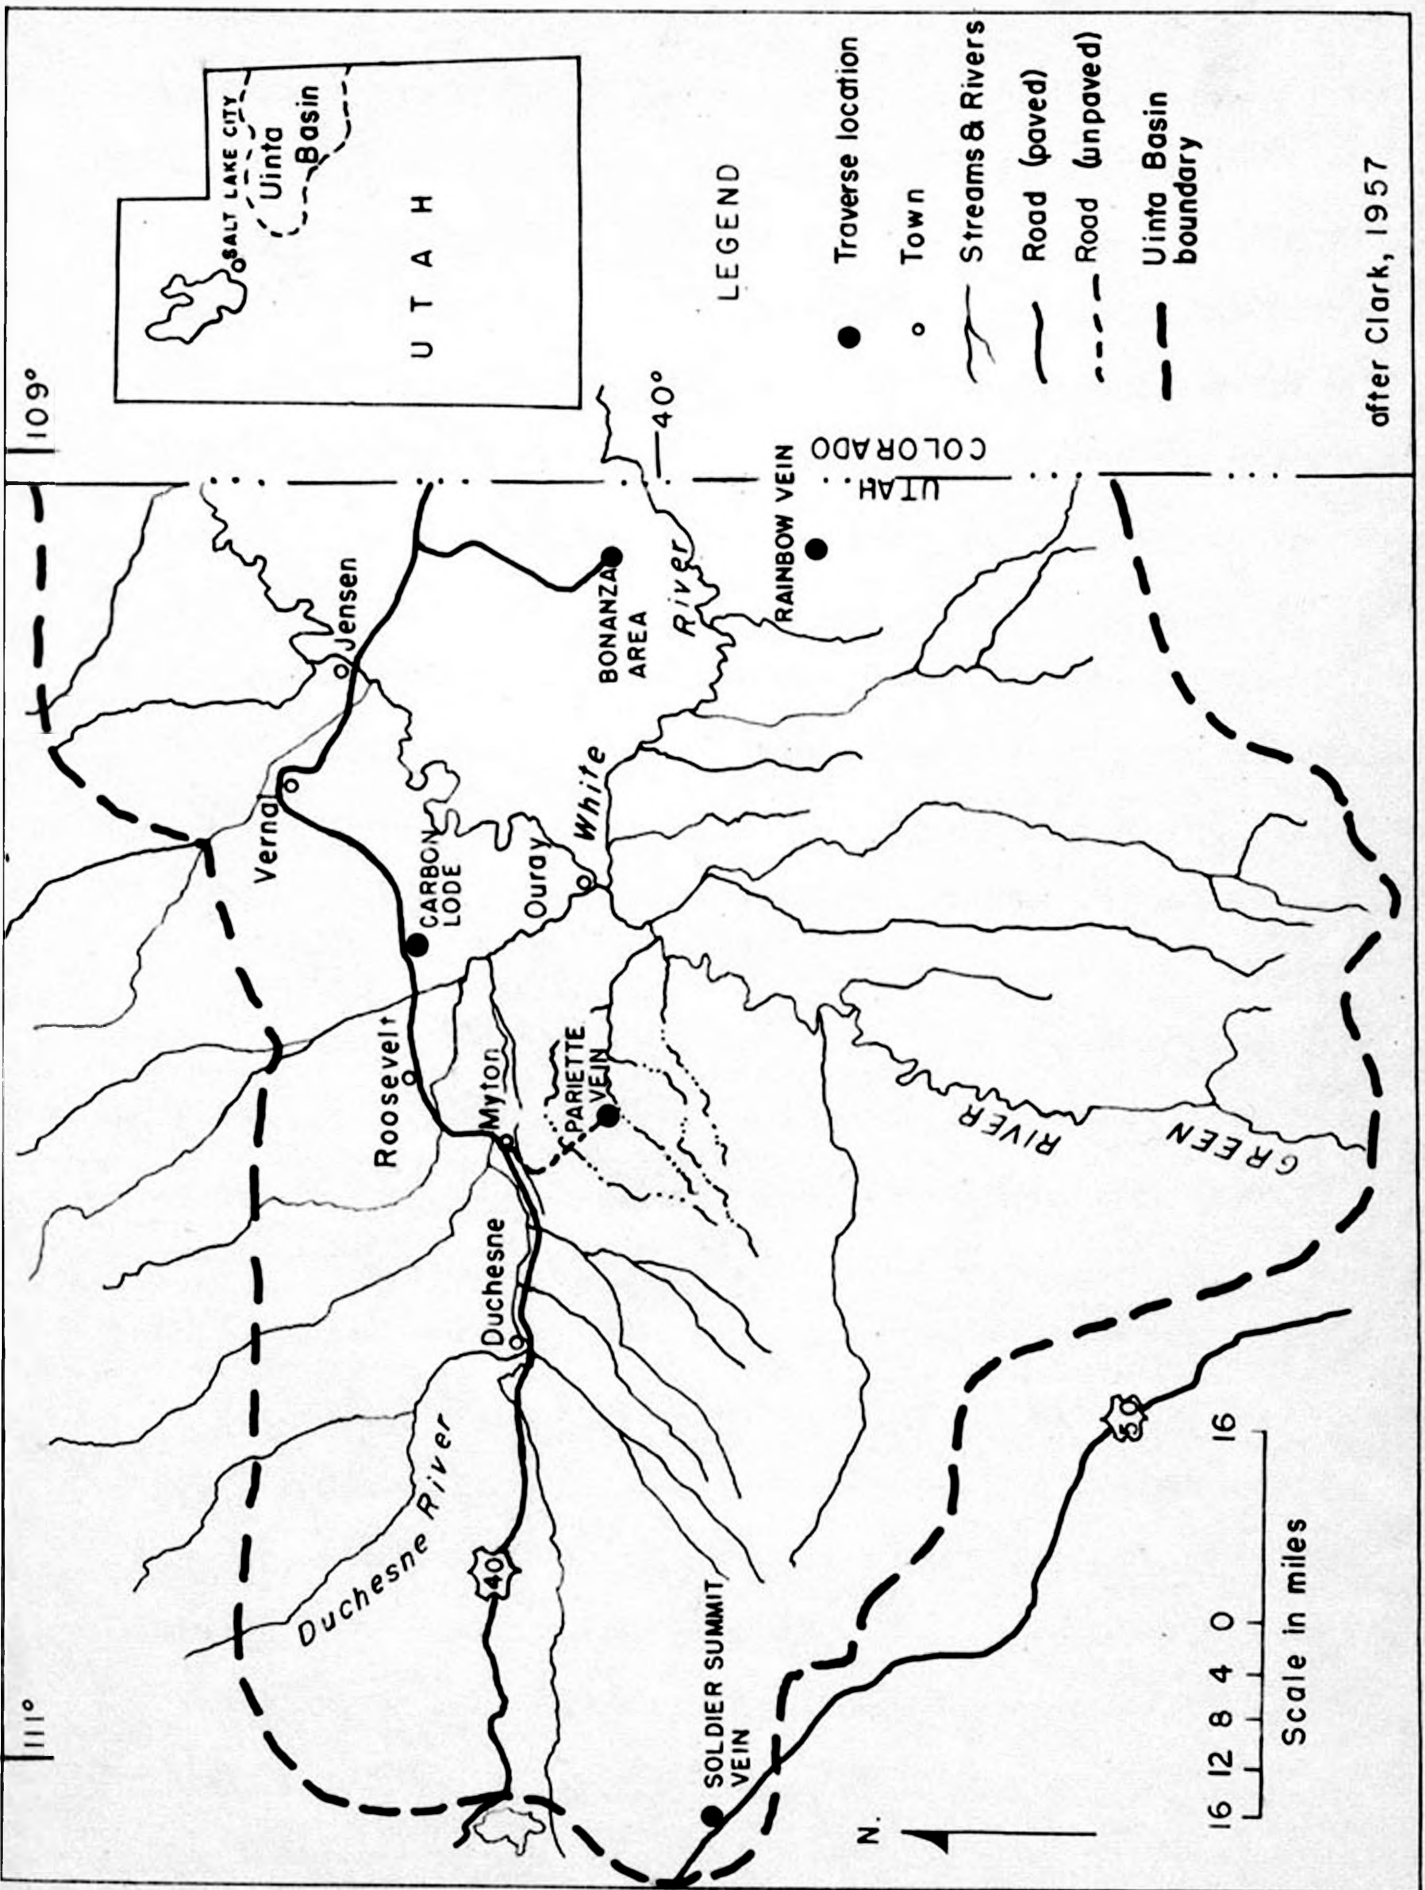 111°
109°
SALT LAKE CITY
Uinta
Basin
UTAH
Vernal
Jensen
Roosevelt
CARBON
LODE
Duchesne River
40
Duchesne
Myton
PARIETTE
VEIN
Ouray
White
River
BONANZA
AREA
40°
RAINBOW VEIN
UTAH
COLORADO
SOLDIER SUMMIT
VEIN
GREEN
RIVER
50
N.
16 12 8 4 0 16
Scale in miles
LEGEND
Traverse location
Town
Streams & Rivers
Road (paved)
Road (unpaved)
Uinta Basin
boundary
after Clark, 1957